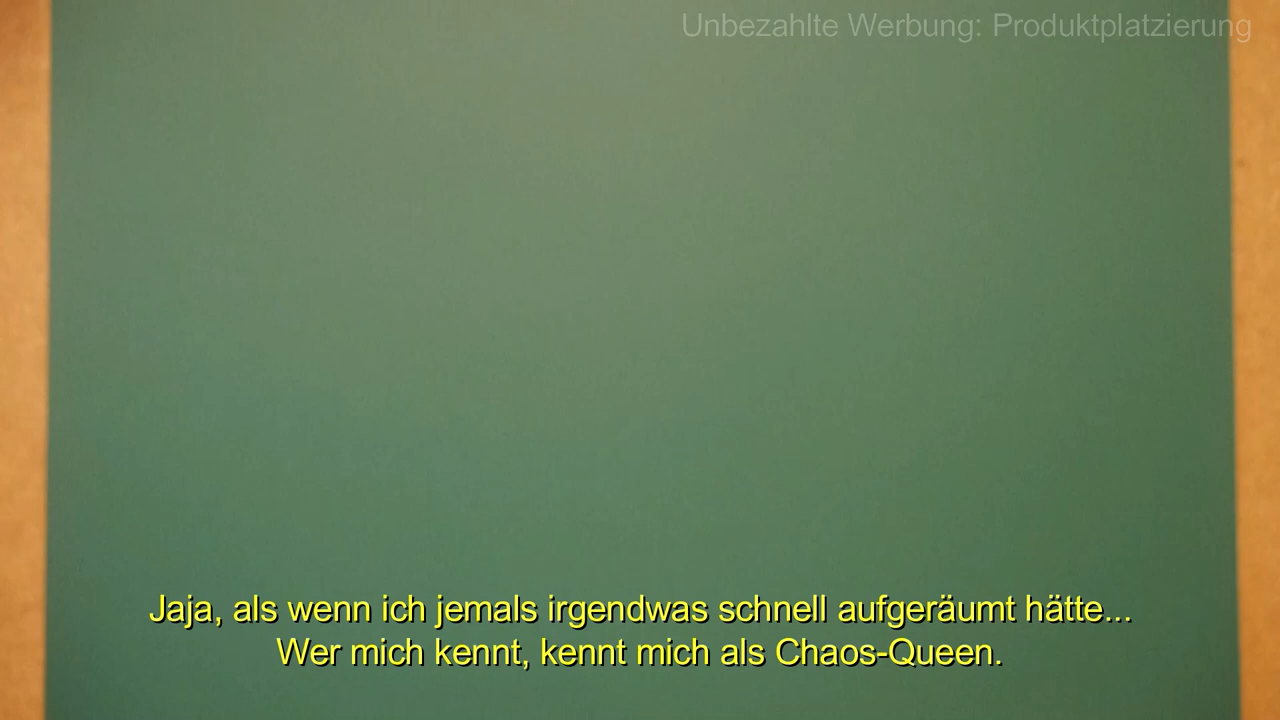 Unbezahlte Werbung: Produktplatzierung
Jaja, als wenn ich jemals irgendwas schnell aufgeräumt hätte...
Wer mich kennt, kennt mich als Chaos-Queen.